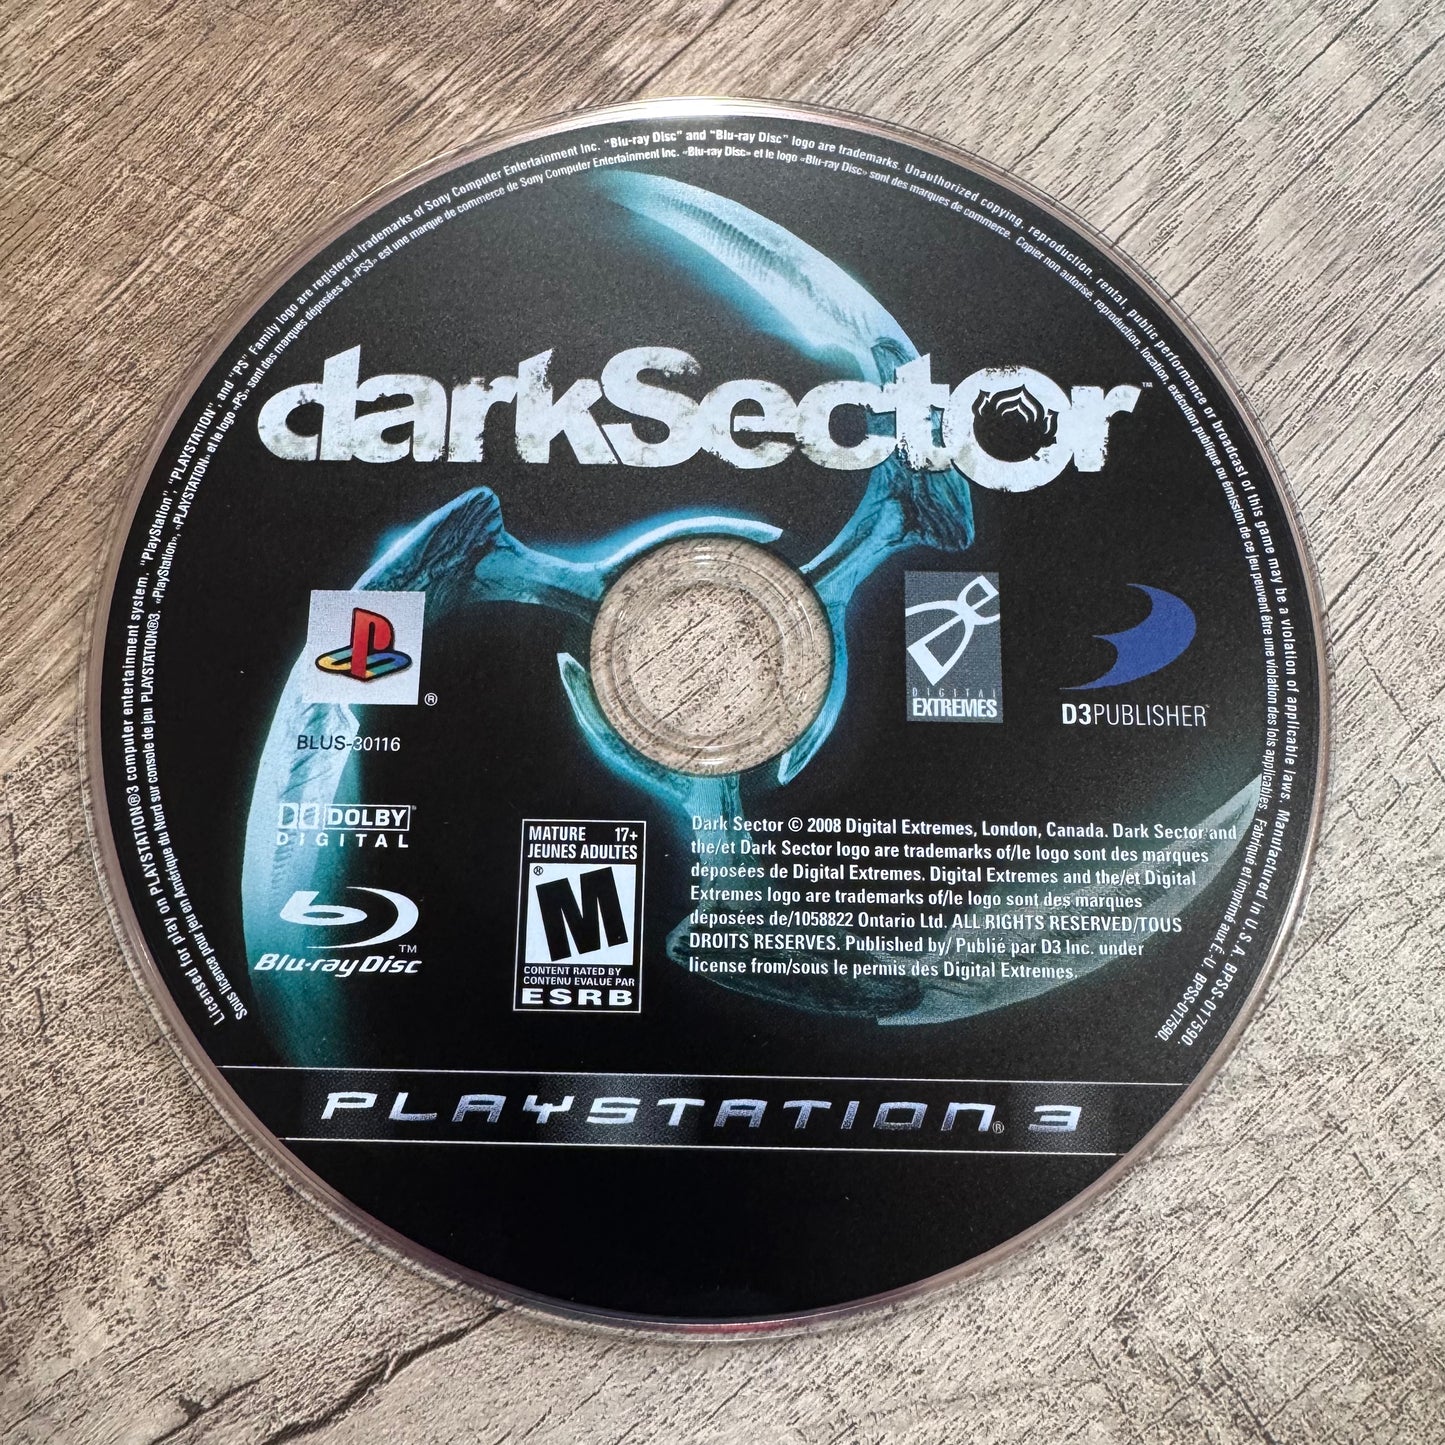 Licensed for play on PLAYSTATION®3 computer entertainment system. "PlayStation", "PLAYSTATION", and "PS" Family logo are registered trademarks of Sony Computer Entertainment Inc. "Blu-ray Disc" and "Blu-ray Disc" logo are trademarks. Unauthorized copying, reproduction, rental, public performance or broadcast of this game may be a violation of applicable laws. Manufactured in U.S.A. BPSS-017590.
Sous licence pour jeu en Amérique du Nord sur console de jeu PLAYSTATION®3. «PlayStation», «PLAYSTATION» et le logo «PS» sont des marques déposées et «PS3» est une marque de commerce de Sony Computer Entertainment Inc. «Blu-ray Disc» et le logo «Blu-ray Disc» sont des marques de commerce. Copier non autorisé, reproduction, location, exécution publique ou émission de ce jeu peuvent être une violation des lois applicables. Fabriqué et imprimé aux É.-U. BPSS-017590.
darkSector™
DIGITAL
EXTREMES
D3PUBLISHER™
®
BLUS-30116
DOLBY®
DIGITAL
MATURE 17+
JEUNES ADULTES
®
M
CONTENT RATED BY
CONTENU EVALUE PAR
ESRB
TM
Blu-ray Disc
Dark Sector © 2008 Digital Extremes, London, Canada. Dark Sector and
the/et Dark Sector logo are trademarks of/le logo sont des marques
déposées de Digital Extremes. Digital Extremes and the/et Digital
Extremes logo are trademarks of/le logo sont des marques
déposées de/1058822 Ontario Ltd. ALL RIGHTS RESERVED/TOUS
DROITS RESERVES. Published by/ Publié par D3 Inc. under
license from/sous le permis des Digital Extremes.
PLAYSTATION®3